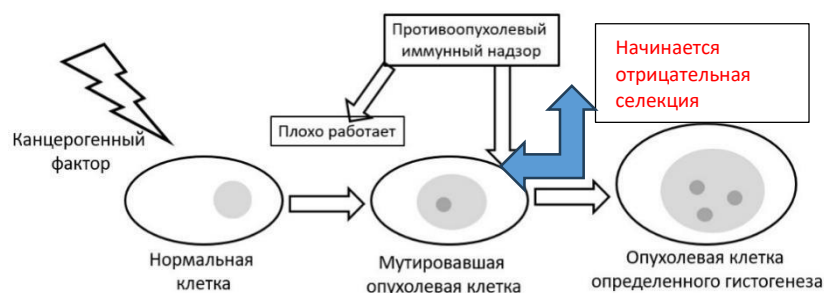 Противоопухолевый
иммунный надзор
Начинается
отрицательная
селекция
Плохо работает
Канцерогенный
фактор
Нормальная
клетка
Мутировавшая
опухолевая клетка
Опухолевая клетка
определенного гистогенеза